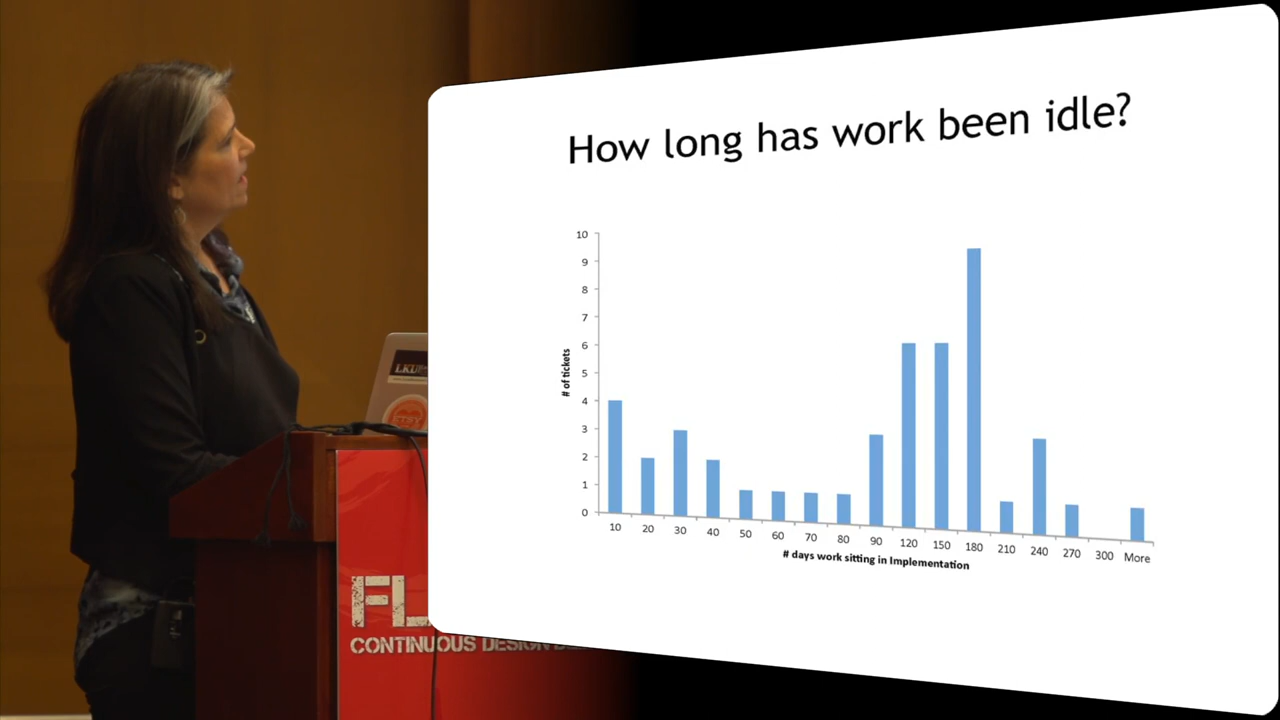 How long has work been idle?
10
9
8
7
6
5
4
3
2
1
0
# of tickets
10 20 30 40 50 60 70 80 90 120 150 180 210 240 270 300 More
# days work sitting in Implementation
FL
CONTINUOUS DESIGN